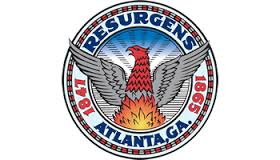 RESURGENS
1847
1865
ATLANTA, GA.